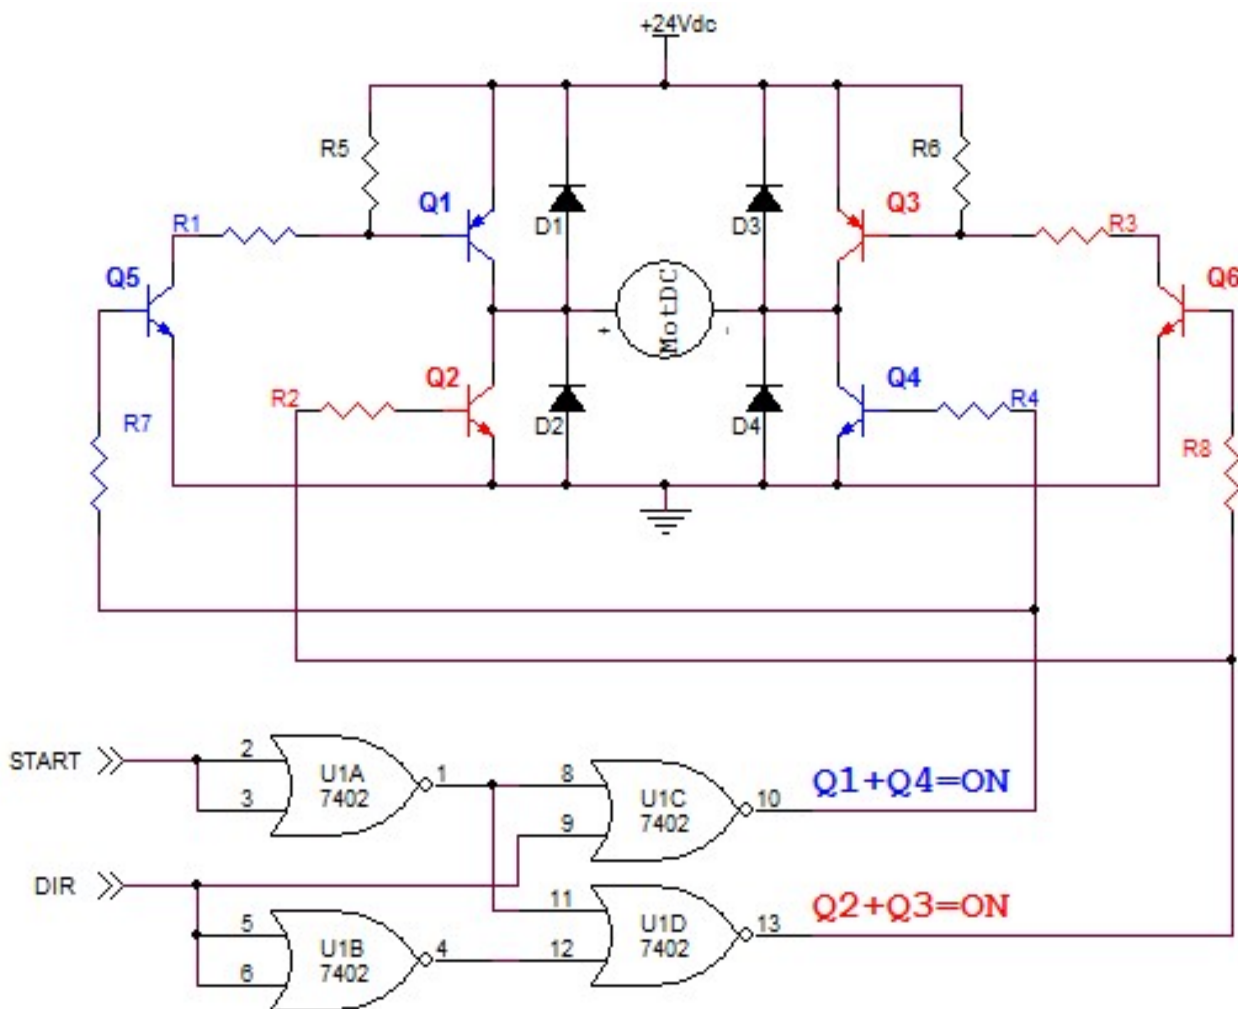 +24Vdc
R5
R6
Q1
Q3
R1
D1
D3
R3
Q5
Q6
MotDC
+
-
Q2
Q4
R2
R4
R7
D2
D4
R8
START
2
3
U1A
7402
1
8
9
U1C
7402
10
Q1+Q4=ON
DIR
5
6
U1B
7402
4
11
12
U1D
7402
13
Q2+Q3=ON